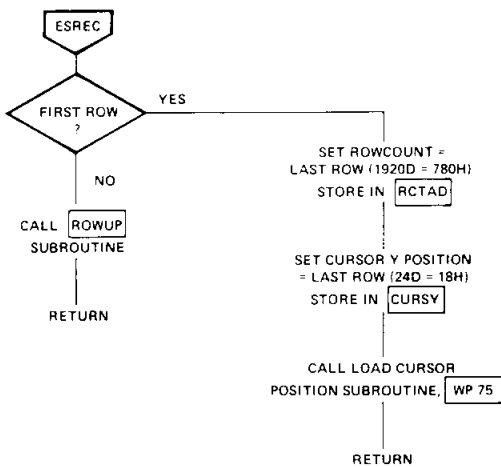 ESREC
FIRST ROW
?
YES
NO
CALL ROWUP
SUBROUTINE
RETURN
SET ROWCOUNT =
LAST ROW (1920D = 780H)
STORE IN RCTAD
SET CURSOR Y POSITION
= LAST ROW (24D = 18H)
STORE IN CURSY
CALL LOAD CURSOR
POSITION SUBROUTINE, WP 75
RETURN